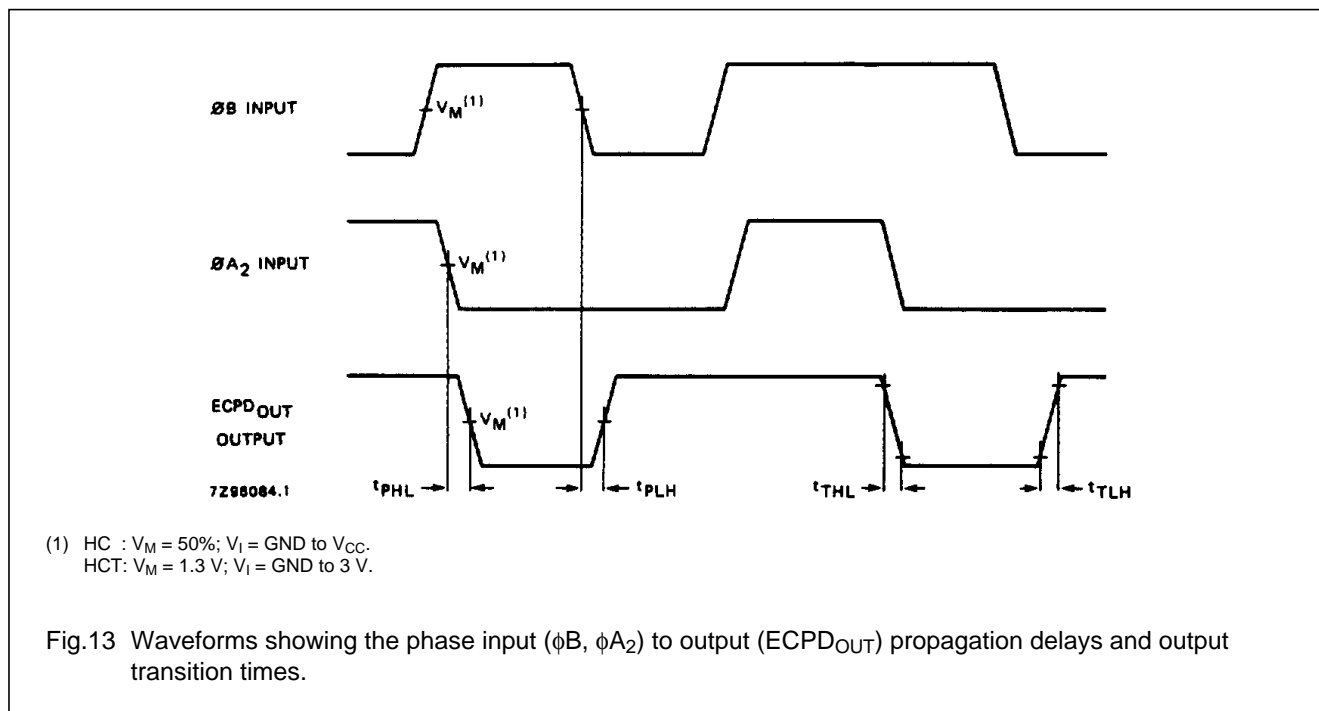 ØB INPUT
V_M^(1)
ØA₂ INPUT
V_M^(1)
ECPD_OUT
OUTPUT
V_M^(1)
7Z98084.1
t_PHL
t_PLH
t_THL
t_TLH
(1) HC : V_M = 50%; V_I = GND to V_CC.
HCT: V_M = 1.3 V; V_I = GND to 3 V.
Fig.13 Waveforms showing the phase input (ϕB, ϕA₂) to output (ECPD_OUT) propagation delays and output
transition times.